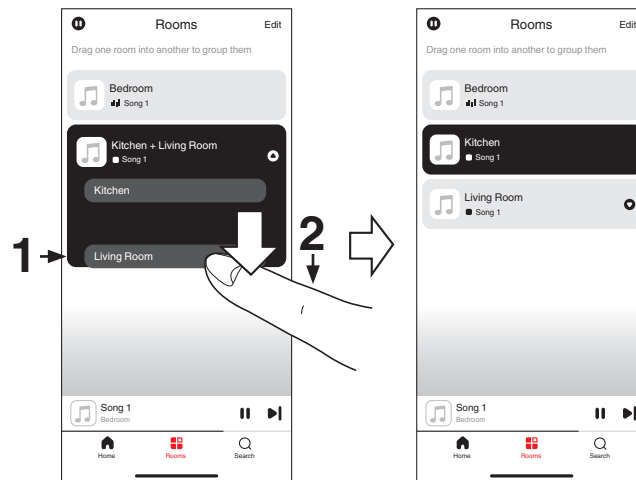 Rooms Edit
Drag one room into another to group them
Bedroom
Song 1
Kitchen + Living Room
Song 1
Kitchen
Living Room
1
2
Song 1
Bedroom
Home Rooms Search
Rooms Edit
Drag one room into another to group them
Bedroom
Song 1
Kitchen
Song 1
Living Room
Song 1
Song 1
Bedroom
Home Rooms Search